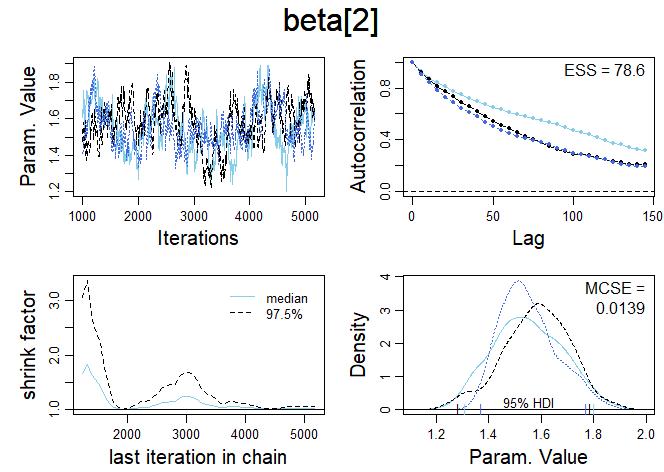 beta[2]
Param. Value
1.2 1.4 1.6 1.8
1000 2000 3000 4000 5000
Iterations
Autocorrelation
0.0 0.4 0.8
ESS = 78.6
0 50 100 150
Lag
shrink factor
1.0 2.0 3.0
median
97.5%
2000 3000 4000 5000
last iteration in chain
Density
0 1 2 3 4
MCSE =
0.0139
95% HDI
1.2 1.4 1.6 1.8 2.0
Param. Value